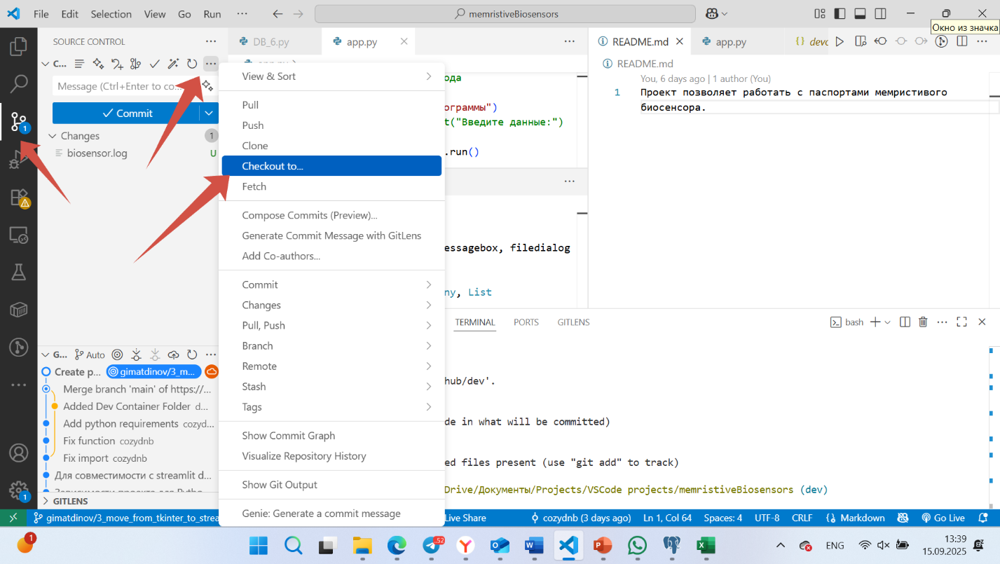 File Edit Selection View Go Run ··· memristiveBiosensors
Окно из значка
SOURCE CONTROL
C...
Message (Ctrl+Enter to co...
Commit
Changes 1
biosensor.log U
1
View & Sort
Pull
Push
Clone
Checkout to...
Fetch
Compose Commits (Preview)...
Generate Commit Message with GitLens
Add Co-authors...
Commit
Changes
Pull, Push
Branch
Remote
Stash
Tags
Show Commit Graph
Visualize Repository History
Show Git Output
Genie: Generate a commit message
DB_6.py app.py
ода
ограммы")
t("Введите данные:")
.run()
essagebox, filedialog
ny, List
README.md app.py devc
README.md
You, 6 days ago | 1 author (You)
1 Проект позволяет работать с паспортами мемристивого
биосенсора.
TERMINAL PORTS GITLENS bash
hub/dev'.
de in what will be committed)
ed files present (use "git add" to track)
Drive/Документы/Projects/VSCode projects/memristiveBiosensors (dev)
G... Auto
Create p... gimatdinov/3_m...
Merge branch 'main' of https://...
Added Dev Container Folder d...
Add python requirements cozyd...
Fix function cozydnb
Fix import cozydnb
Для совместимости с streamlit d...
GITLENS
1
gimatdinov/3_move_from_tkinter_to_strea
Live Share cozydnb (3 days ago) Ln 1, Col 64 Spaces: 4 UTF-8 CRLF Markdown Go Live
1
.52
ENG
13:39
15.09.2025